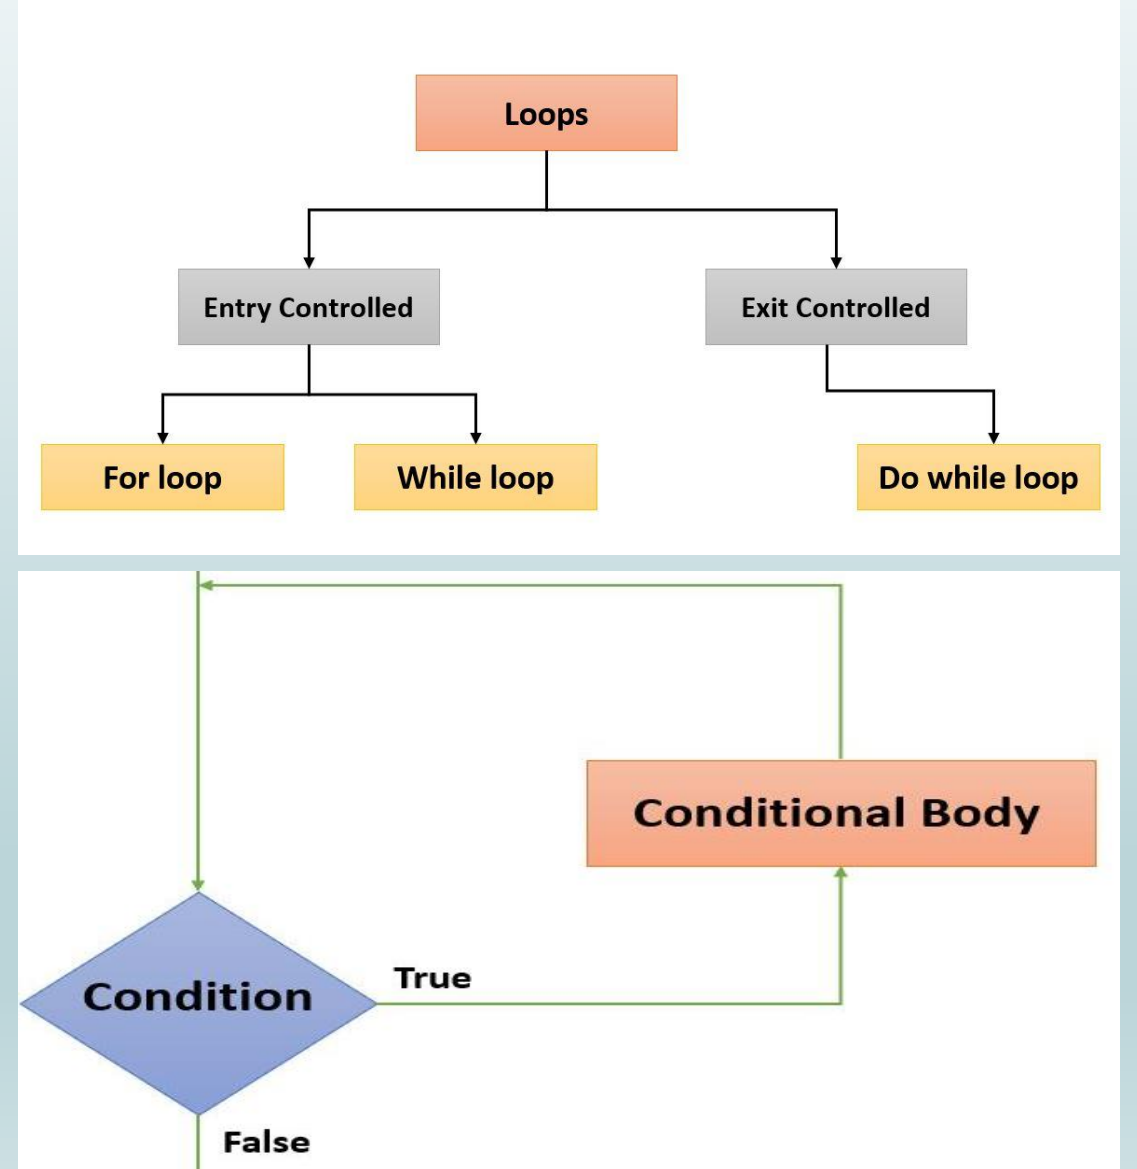 Loops
Entry Controlled
Exit Controlled
For loop
While loop
Do while loop
Conditional Body
True
Condition
False